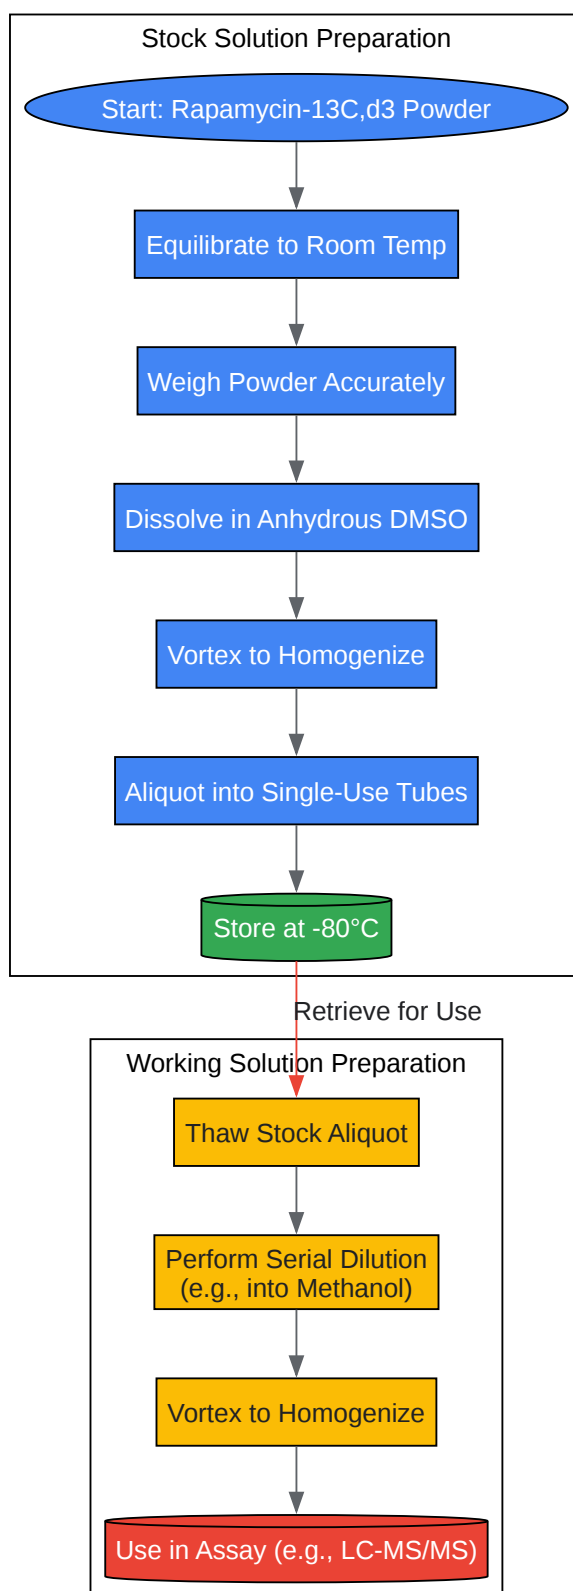 Stock Solution Preparation
Start: Rapamycin-13C,d3 Powder
Equilibrate to Room Temp
Weigh Powder Accurately
Dissolve in Anhydrous DMSO
Vortex to Homogenize
Aliquot into Single-Use Tubes
Store at -80°C
Retrieve for Use
Working Solution Preparation
Thaw Stock Aliquot
Perform Serial Dilution
(e.g., into Methanol)
Vortex to Homogenize
Use in Assay (e.g., LC-MS/MS)